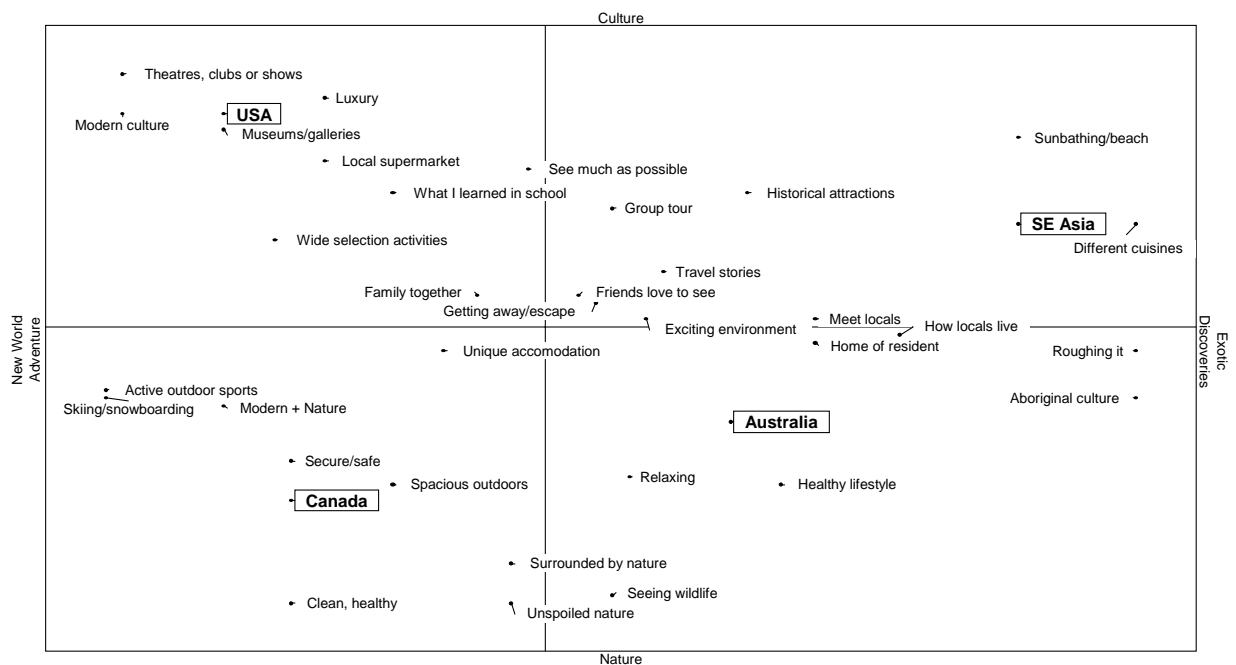 Culture
Theatres, clubs or shows
Luxury
USA
Modern culture
Museums/galleries
Sunbathing/beach
Local supermarket
See much as possible
What I learned in school
Historical attractions
Group tour
SE Asia
Wide selection activities
Different cuisines
Travel stories
Family together
Friends love to see
Getting away/escape
Meet locals
How locals live
Exciting environment
New World
Adventure
Exotic
Discoveries
Home of resident
Unique accomodation
Roughing it
Active outdoor sports
Aboriginal culture
Skiing/snowboarding
Modern + Nature
Australia
Secure/safe
Relaxing
Spacious outdoors
Healthy lifestyle
Canada
Surrounded by nature
Seeing wildlife
Clean, healthy
Unspoiled nature
Nature